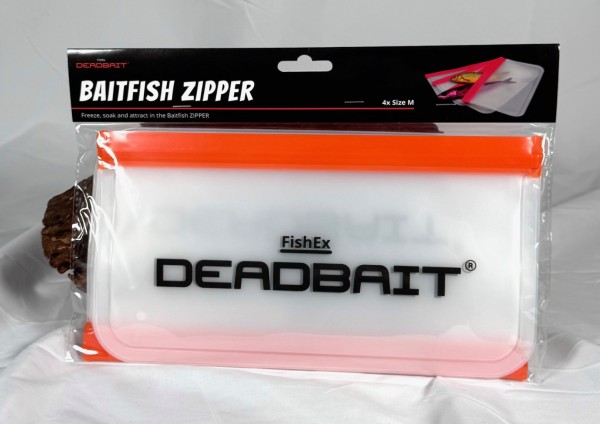 DEADBAIT
BAITFISH ZIPPER
4x Size M
Freeze, soak and attract in the Baitfish ZIPPER
FishEx
DEADBAIT®